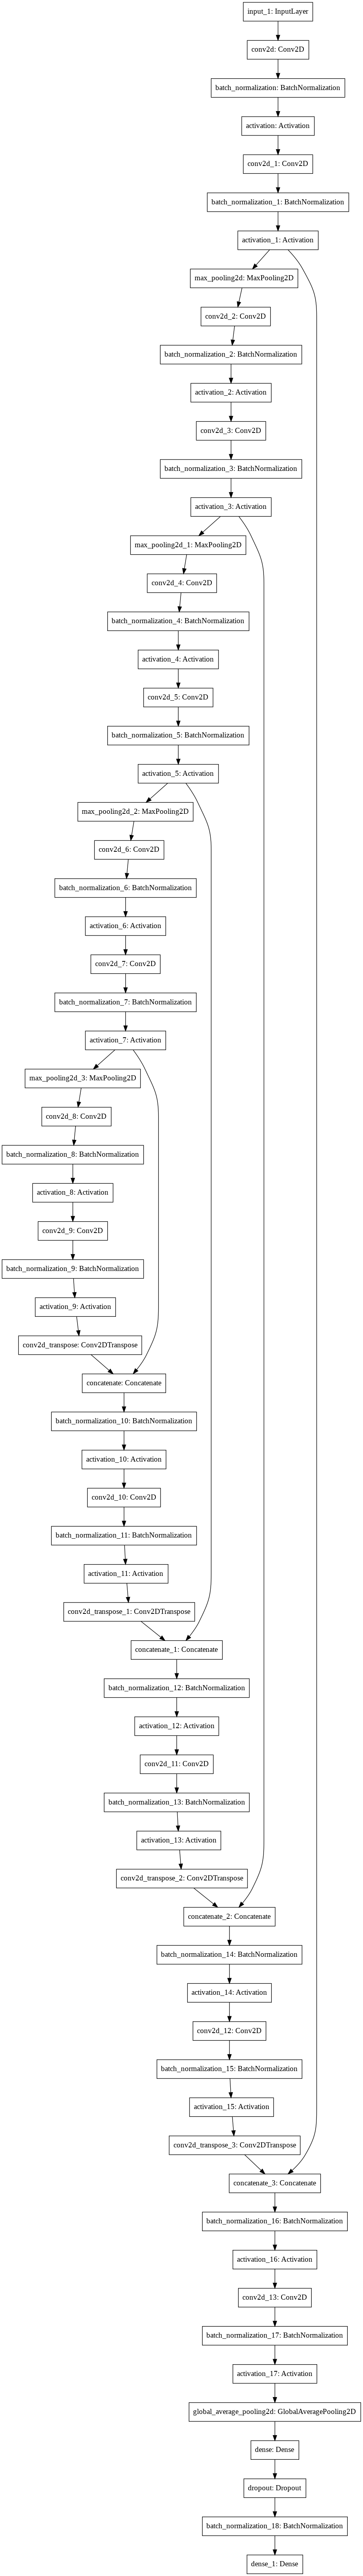 input_1: InputLayer
conv2d: Conv2D
batch_normalization: BatchNormalization
activation: Activation
conv2d_1: Conv2D
batch_normalization_1: BatchNormalization
activation_1: Activation
max_pooling2d: MaxPooling2D
conv2d_2: Conv2D
batch_normalization_2: BatchNormalization
activation_2: Activation
conv2d_3: Conv2D
batch_normalization_3: BatchNormalization
activation_3: Activation
max_pooling2d_1: MaxPooling2D
conv2d_4: Conv2D
batch_normalization_4: BatchNormalization
activation_4: Activation
conv2d_5: Conv2D
batch_normalization_5: BatchNormalization
activation_5: Activation
max_pooling2d_2: MaxPooling2D
conv2d_6: Conv2D
batch_normalization_6: BatchNormalization
activation_6: Activation
conv2d_7: Conv2D
batch_normalization_7: BatchNormalization
activation_7: Activation
max_pooling2d_3: MaxPooling2D
conv2d_8: Conv2D
batch_normalization_8: BatchNormalization
activation_8: Activation
conv2d_9: Conv2D
batch_normalization_9: BatchNormalization
activation_9: Activation
conv2d_transpose: Conv2DTranspose
concatenate: Concatenate
batch_normalization_10: BatchNormalization
activation_10: Activation
conv2d_10: Conv2D
batch_normalization_11: BatchNormalization
activation_11: Activation
conv2d_transpose_1: Conv2DTranspose
concatenate_1: Concatenate
batch_normalization_12: BatchNormalization
activation_12: Activation
conv2d_11: Conv2D
batch_normalization_13: BatchNormalization
activation_13: Activation
conv2d_transpose_2: Conv2DTranspose
concatenate_2: Concatenate
batch_normalization_14: BatchNormalization
activation_14: Activation
conv2d_12: Conv2D
batch_normalization_15: BatchNormalization
activation_15: Activation
conv2d_transpose_3: Conv2DTranspose
concatenate_3: Concatenate
batch_normalization_16: BatchNormalization
activation_16: Activation
conv2d_13: Conv2D
batch_normalization_17: BatchNormalization
activation_17: Activation
global_average_pooling2d: GlobalAveragePooling2D
dense: Dense
dropout: Dropout
batch_normalization_18: BatchNormalization
dense_1: Dense